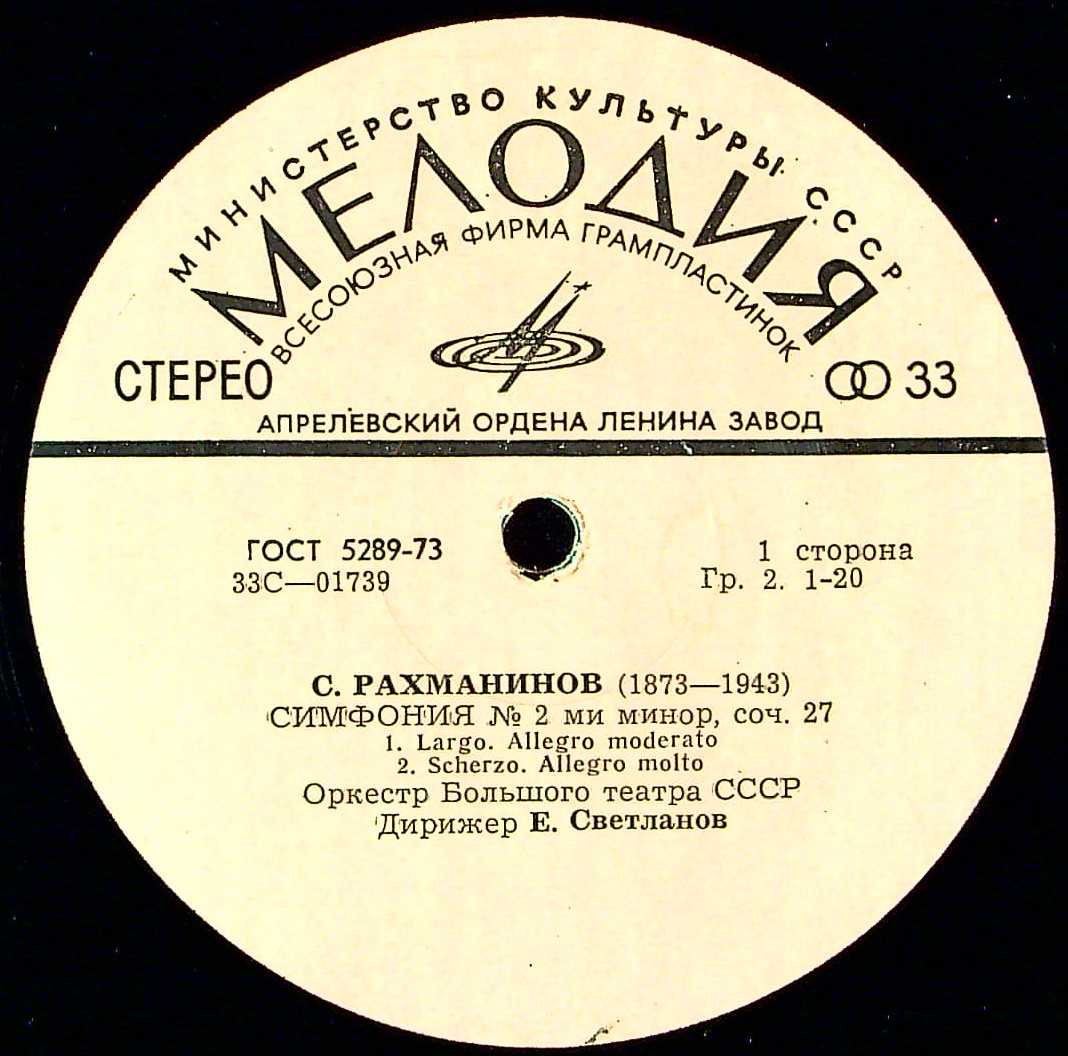 МИНИСТЕРСТВО КУЛЬТУРЫ СССР
МЕЛОДИЯ
ВСЕСОЮЗНАЯ ФИРМА ГРАМПЛАСТИНОК
СТЕРЕО
33
АПРЕЛЕВСКИЙ ОРДЕНА ЛЕНИНА ЗАВОД
ГОСТ 5289-73
1 сторона
33С—01739
Гр. 2. 1-20
С. РАХМАНИНОВ (1873—1943)
СИМФОНИЯ № 2 ми минор, соч. 27
1. Largo. Allegro moderato
2. Scherzo. Allegro molto
Оркестр Большого театра СССР
Дирижер Е. Светланов